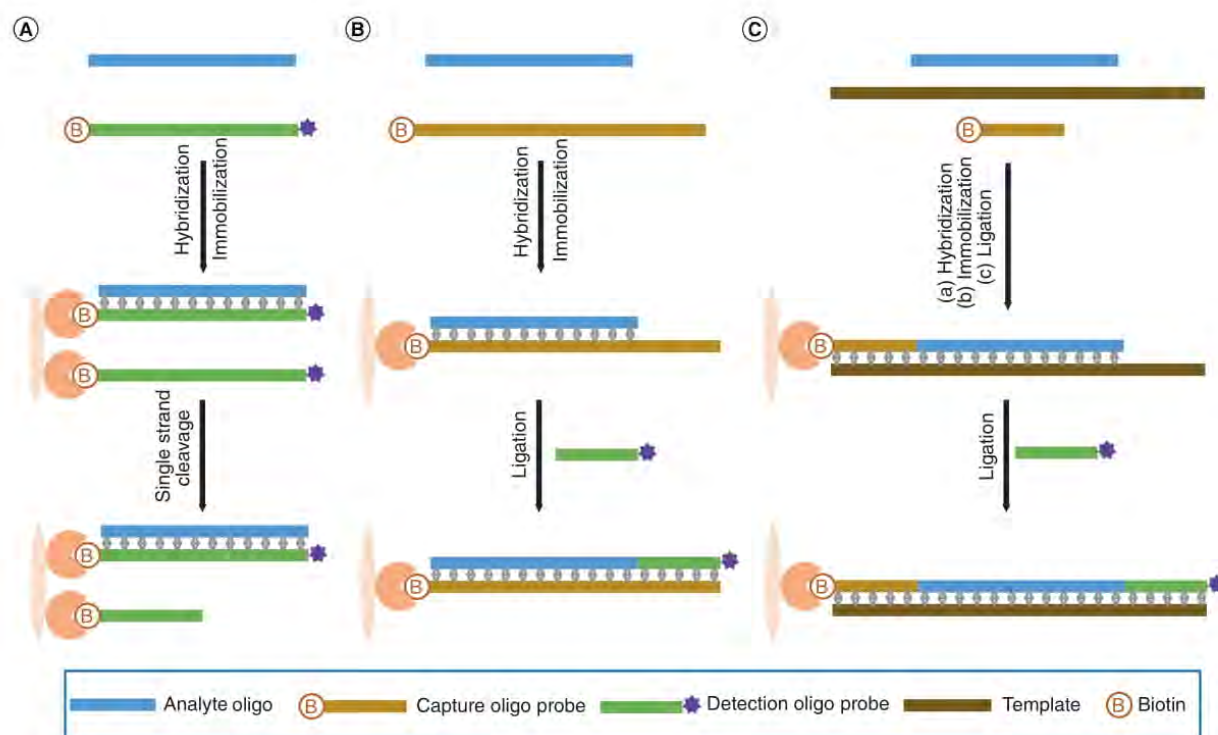 A
B
Hybridization
Immobilization
B
B
Single strand
cleavage
B
B
B
B
Hybridization
Immobilization
B
Ligation
B
C
B
(a) Hybridization
(b) Immobilization
(c) Ligation
B
Ligation
B
Analyte oligo
B Capture oligo probe
Detection oligo probe
Template
B Biotin